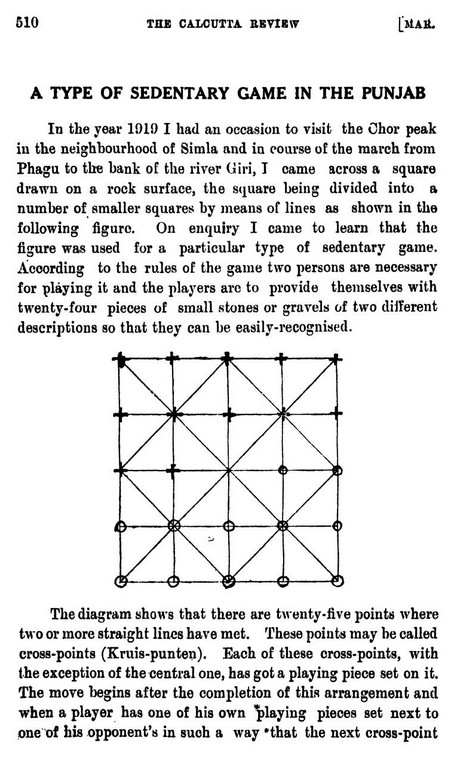 510 THE CALCUTTA REVIEW [MAR.
A TYPE OF SEDENTARY GAME IN THE PUNJAB
In the year 1919 I had an occasion to visit the Chor peak
in the neighbourhood of Simla and in course of the march from
Phagu to the bank of the river Giri, I came across a square
drawn on a rock surface, the square being divided into a
number of smaller squares by means of lines as shown in the
following figure. On enquiry I came to learn that the
figure was used for a particular type of sedentary game.
According to the rules of the game two persons are necessary
for playing it and the players are to provide themselves with
twenty-four pieces of small stones or gravels of two different
descriptions so that they can be easily-recognised.
The diagram shows that there are twenty-five points where
two or more straight lines have met. These points may be called
cross-points (Kruis-punten). Each of these cross-points, with
the exception of the central one, has got a playing piece set on it.
The move begins after the completion of this arrangement and
when a player has one of his own playing pieces set next to
one of his opponent's in such a way that the next cross-point